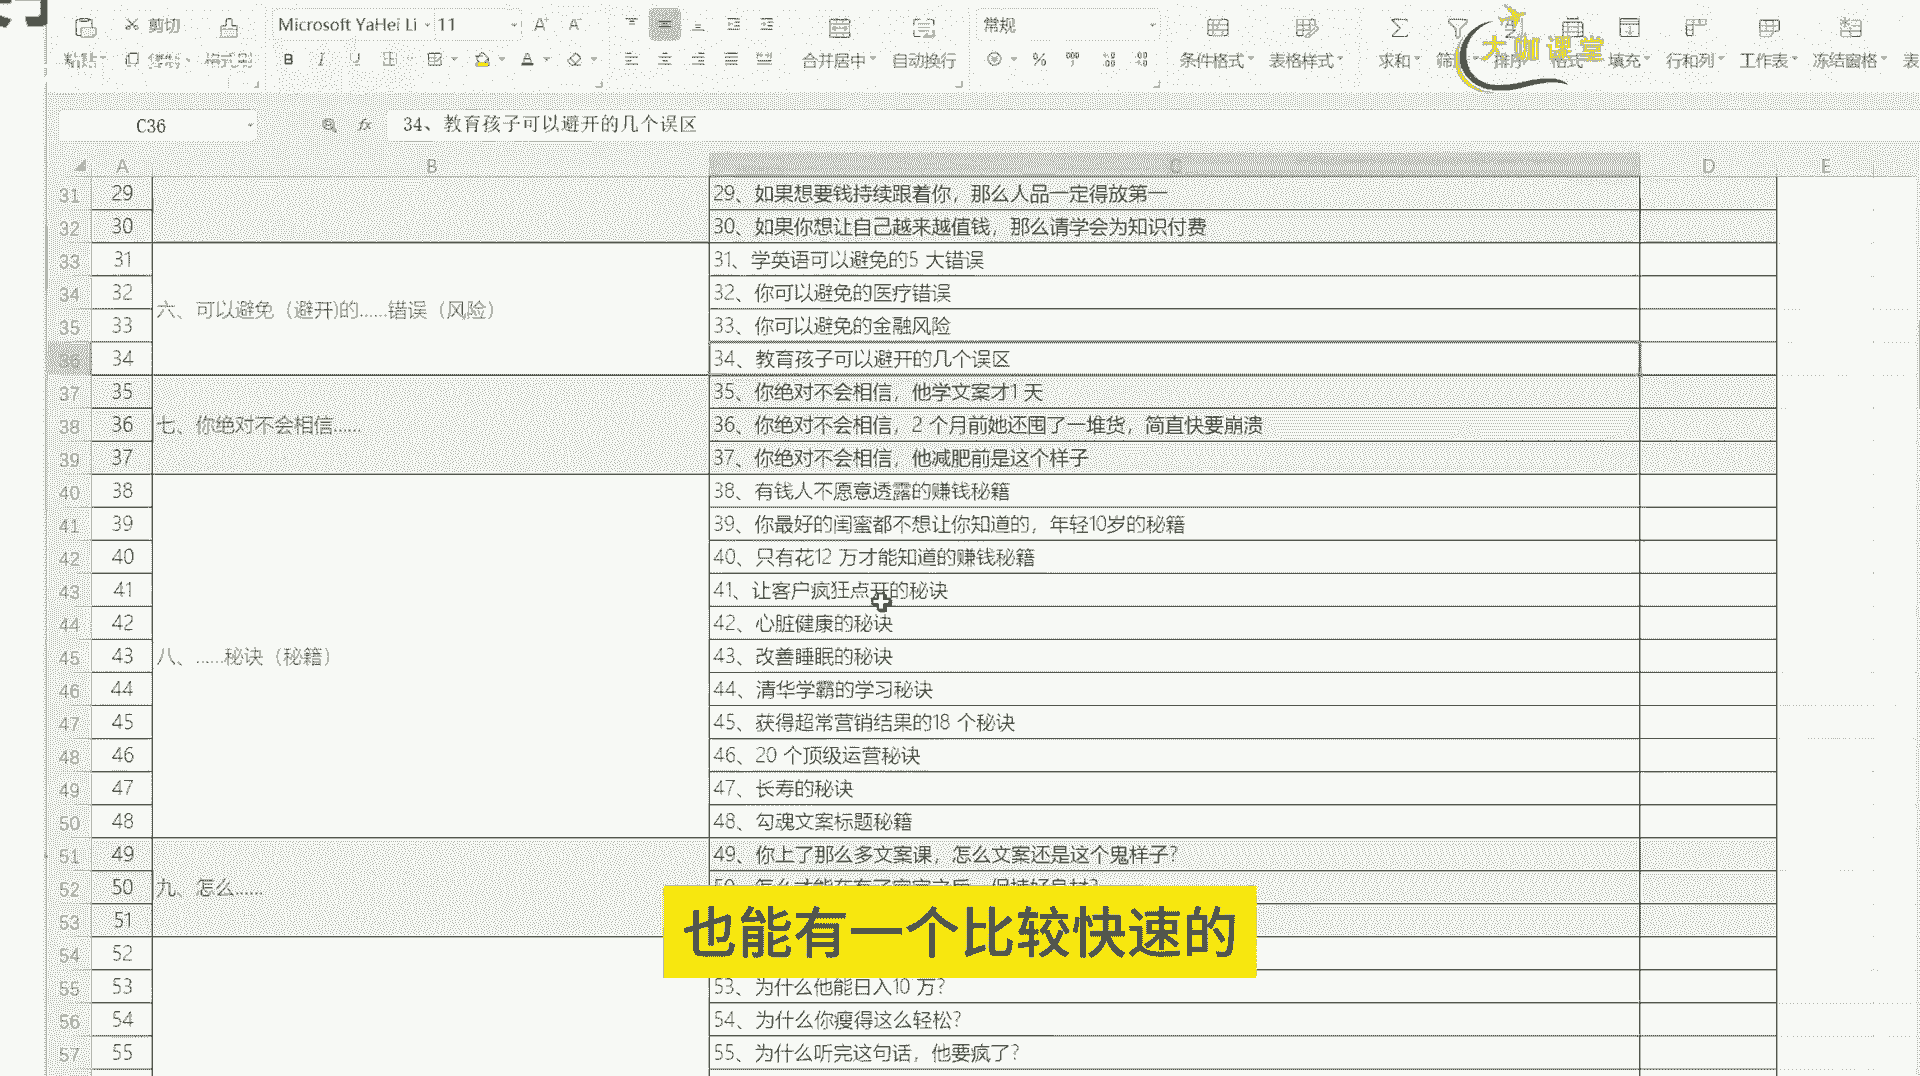 剪切
Microsoft YaHei Li 11
A+ A-
常规
大咖课堂
粘贴 复制 格式刷
B I U A
合并居中 自动换行
%
条件格式 表格样式 求和 排序 格式 填充 行和列 工作表 冻结窗格 表
C36
fx 34、教育孩子可以避开的几个误区
A B C D E
31 29 29、如果想要钱持续跟着你，那么人品一定得放第一
32 30 30、如果你想让自己越来越值钱，那么请学会为知识付费
33 31 31、学英语可以避免的5 大错误
34 32 32、你可以避免的医疗错误
六、可以避免（避开)的......错误（风险）
35 33 33、你可以避免的金融风险
36 34 34、教育孩子可以避开的几个误区
37 35 35、你绝对不会相信，他学文案才1 天
38 36 七、你绝对不会相信...... 36、你绝对不会相信，2 个月前她还囤了一堆货，简直快要崩溃
39 37 37、你绝对不会相信，他减肥前是这个样子
40 38 38、有钱人不愿意透露的赚钱秘籍
41 39 39、你最好的闺蜜都不想让你知道的，年轻10岁的秘籍
42 40 40、只有花12 万才能知道的赚钱秘籍
43 41 41、让客户疯狂点开的秘诀
44 42 42、心脏健康的秘诀
45 43 八、......秘诀（秘籍） 43、改善睡眠的秘诀
46 44 44、清华学霸的学习秘诀
47 45 45、获得超常营销结果的18 个秘诀
48 46 46、20 个顶级运营秘诀
49 47 47、长寿的秘诀
50 48 48、勾魂文案标题秘籍
51 49 49、你上了那么多文案课，怎么文案还是这个鬼样子？
52 50 九、怎么......
53 51
也能有一个比较快速的
54 52
55 53 53、为什么他能日入10 万？
56 54 54、为什么你瘦得这么轻松？
57 55 55、为什么听完这句话，他要疯了？